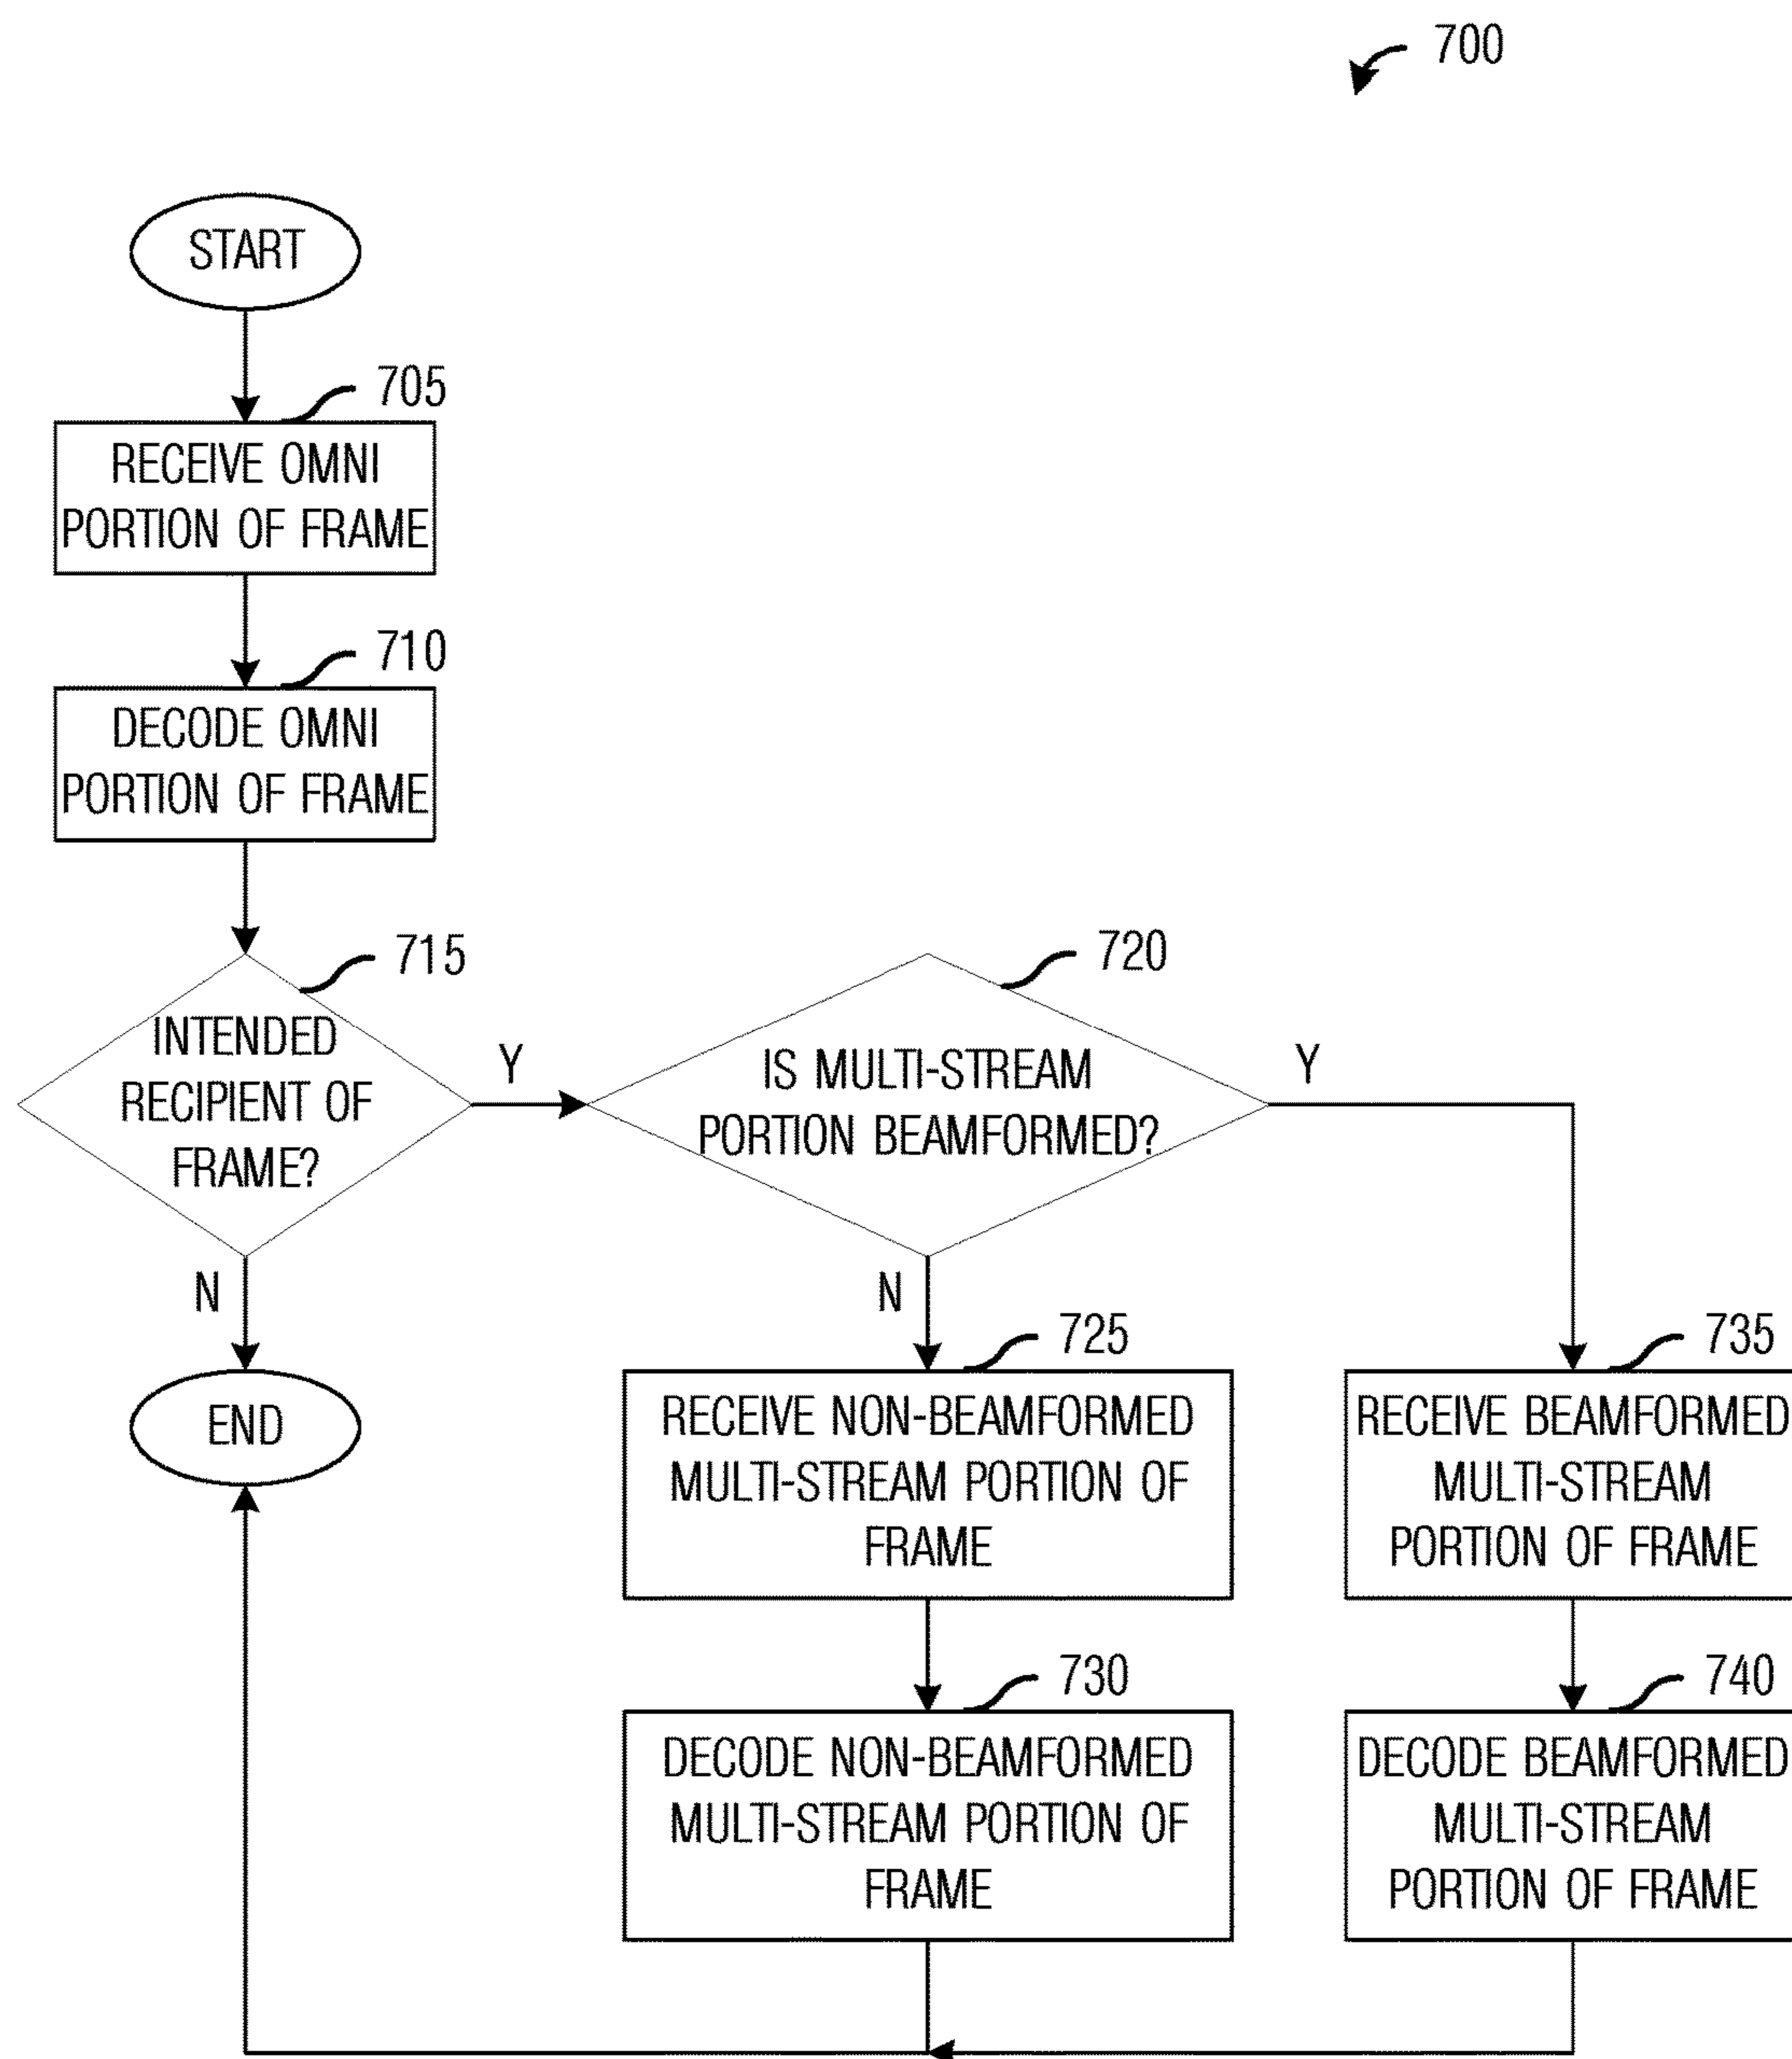 700
START
705
RECEIVE OMNI
PORTION OF FRAME
710
DECODE OMNI
PORTION OF FRAME
715
INTENDED
RECIPIENT OF
FRAME?
Y
N
720
IS MULTI-STREAM
PORTION BEAMFORMED?
Y
N
END
725
RECEIVE NON-BEAMFORMED
MULTI-STREAM PORTION OF
FRAME
730
DECODE NON-BEAMFORMED
MULTI-STREAM PORTION OF
FRAME
735
RECEIVE BEAMFORMED
MULTI-STREAM
PORTION OF FRAME
740
DECODE BEAMFORMED
MULTI-STREAM
PORTION OF FRAME